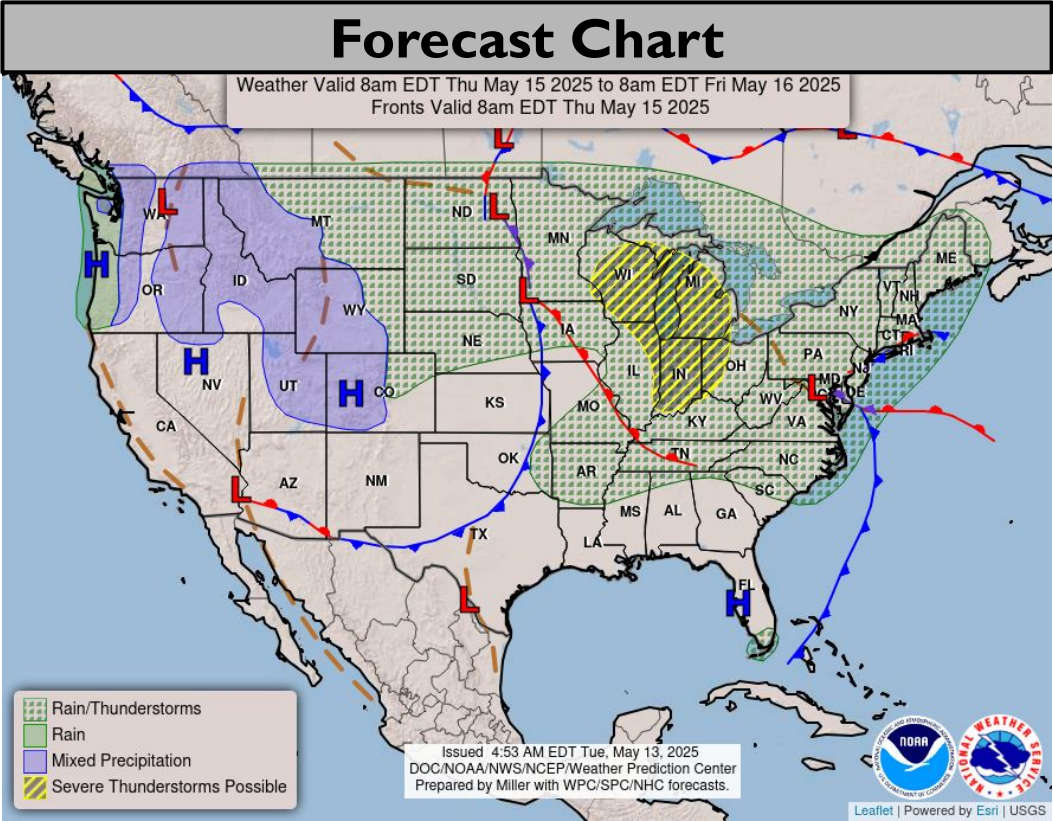 Forecast Chart
Weather Valid 8am EDT Thu May 15 2025 to 8am EDT Fri May 16 2025
Fronts Valid 8am EDT Thu May 15 2025
L
L
L
WA
L
ND
MT
MN
ME
H
OR
ID
SD
WI
MI
VT
NH
WY
L
NY
MA
IA
CT
RI
NE
PA
H
NV
UT
H
CO
IL
IN
OH
NJ
L
MD
DE
KS
MO
WV
VA
CA
KY
OK
TN
NC
AZ
NM
AR
SC
L
MS
AL
GA
TX
LA
L
FL
H
Rain/Thunderstorms
Rain
Mixed Precipitation
Severe Thunderstorms Possible
Issued 4:53 AM EDT Tue, May 13, 2025
DOC/NOAA/NWS/NCEP/Weather Prediction Center
Prepared by Miller with WPC/SPC/NHC forecasts.
NOAA
NATIONAL WEATHER SERVICE
Leaflet | Powered by Esri | USGS